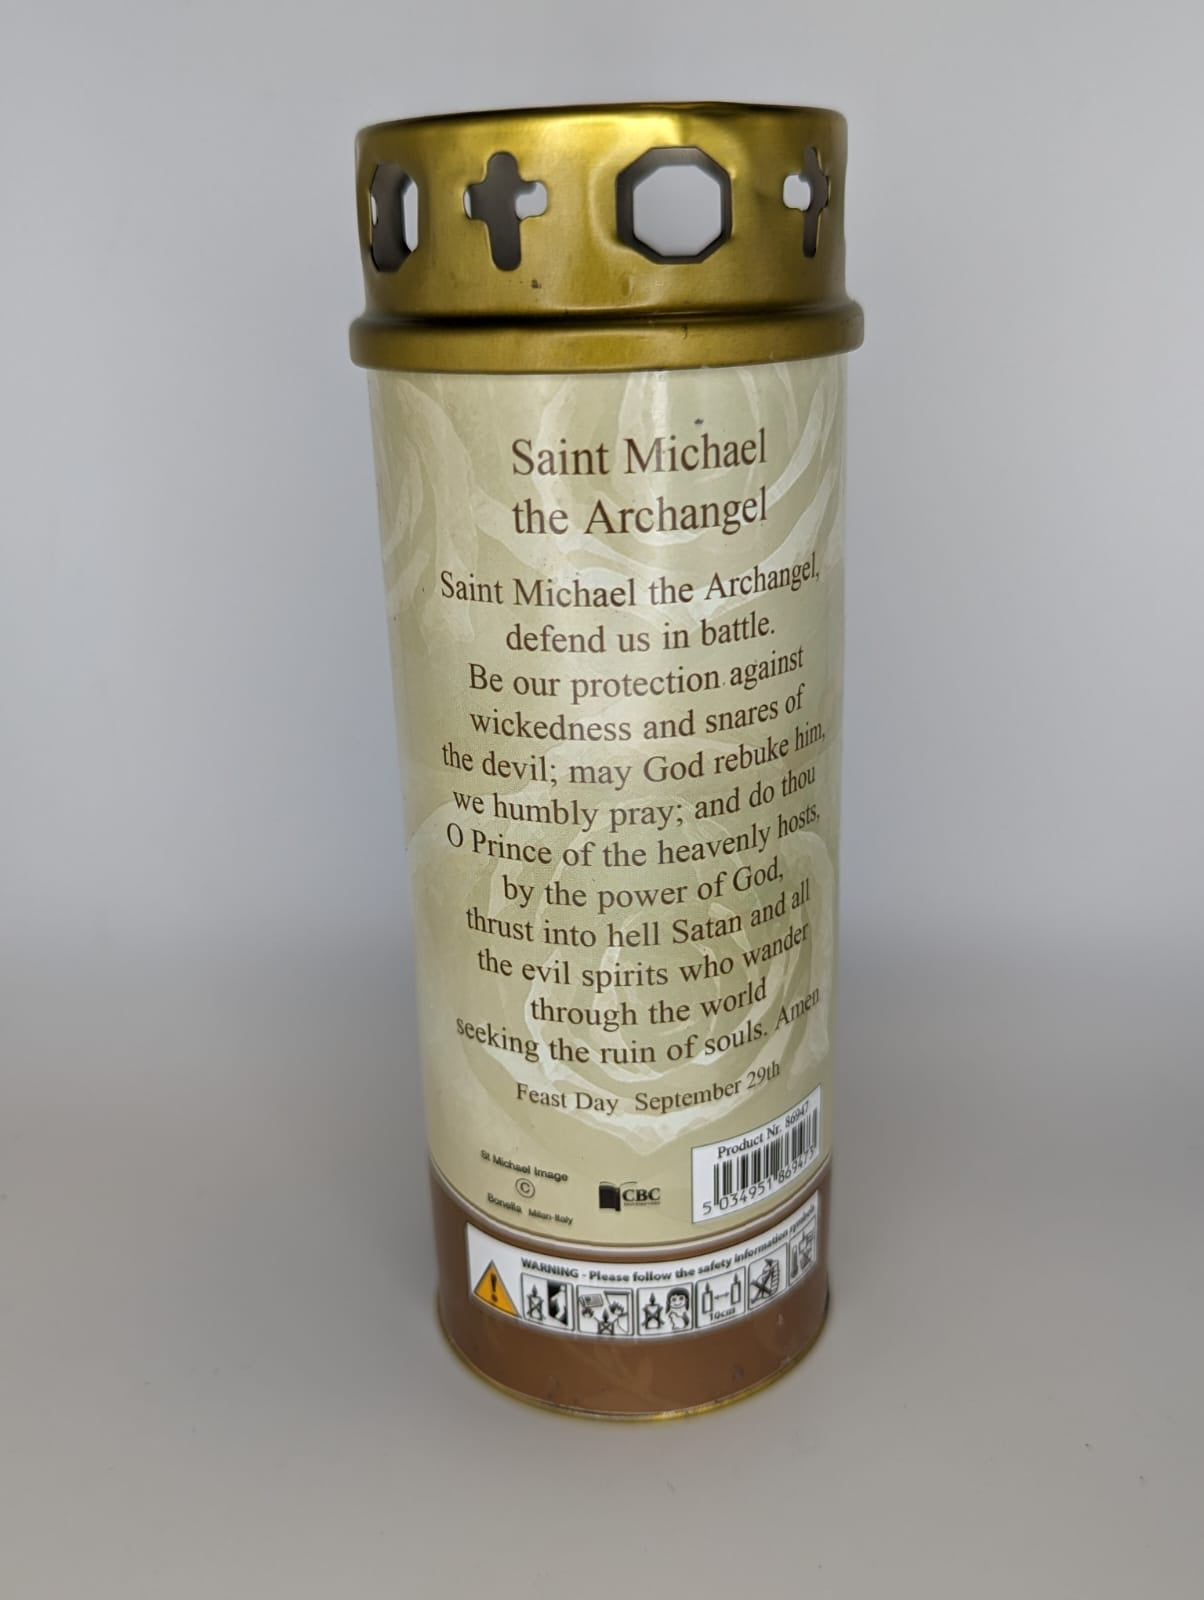 Saint Michael
the Archangel
Saint Michael the Archangel,
defend us in battle.
Be our protection against
wickedness and snares of
the devil; may God rebuke him,
we humbly pray; and do thou
O Prince of the heavenly hosts,
by the power of God,
thrust into hell Satan and all
the evil spirits who wander
through the world
seeking the ruin of souls. Amen
Feast Day September 29th
St Michael Image
©
Bonella Milan-Italy
CBC
Product Nr. 86947
5 034951 869473
WARNING - Please follow the safety information symbols
10cm